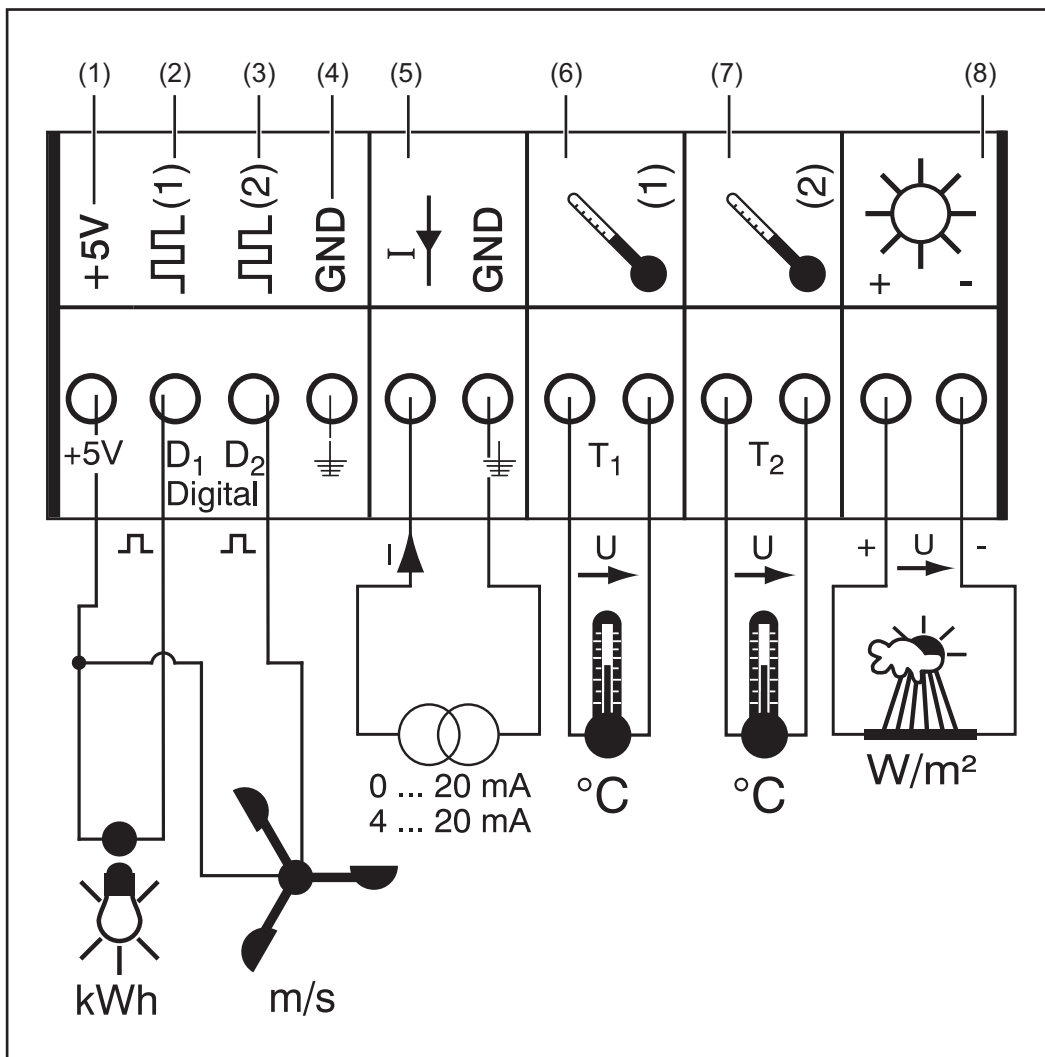 (1) (2) (3) (4) (5) (6) (7) (8)
+5V (1) (2) GND I GND (1) (2) + -
+5V D₁ D₂ T₁ T₂
Digital
I U U + U -
0 ... 20 mA
4 ... 20 mA
°C °C W/m²
kWh m/s